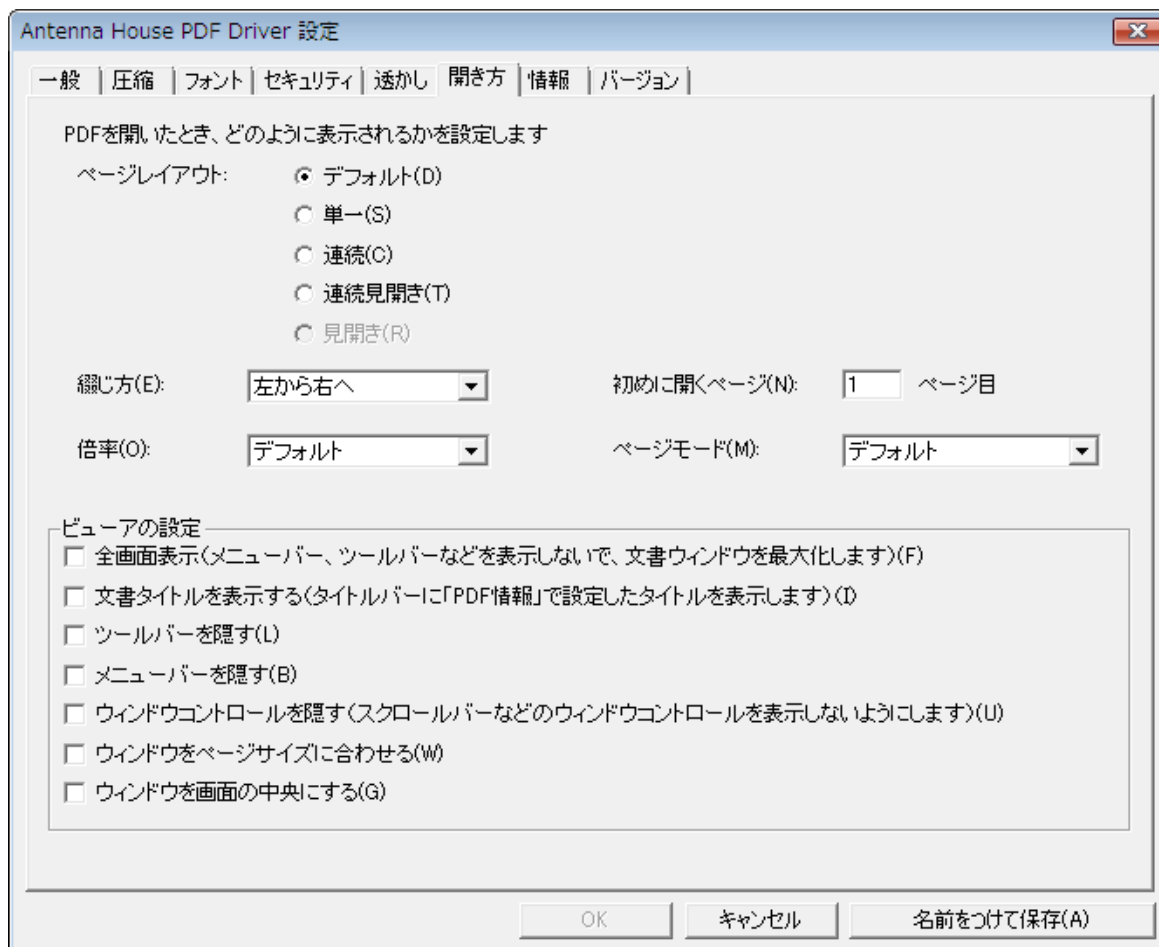 Antenna House PDF Driver 設定
一般 圧縮 フォント セキュリティ 透かし 開き方 情報 バージョン
PDFを開いたとき、どのように表示されるかを設定します
ページレイアウト: デフォルト(D)
単一(S)
連続(C)
連続見開き(T)
見開き(R)
綴じ方(E): 左から右へ 初めに開くページ(N): 1 ページ目
倍率(O): デフォルト ページモード(M): デフォルト
ビューアの設定
全画面表示(メニューバー、ツールバーなどを表示しないで、文書ウィンドウを最大化します)(F)
文書タイトルを表示する(タイトルバーに「PDF情報」で設定したタイトルを表示します)(I)
ツールバーを隠す(L)
メニューバーを隠す(B)
ウィンドウコントロールを隠す(スクロールバーなどのウィンドウコントロールを表示しないようにします)(U)
ウィンドウをページサイズに合わせる(W)
ウィンドウを画面の中央にする(G)
OK キャンセル 名前をつけて保存(A)